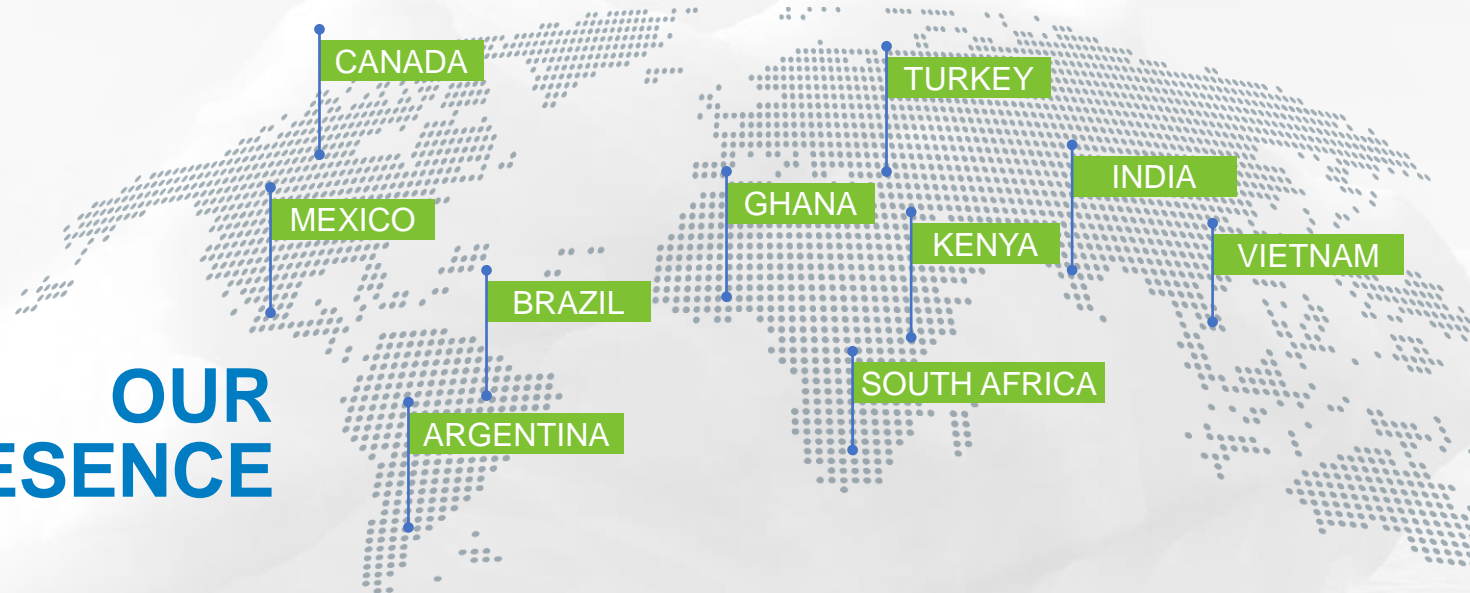 CANADA
TURKEY
INDIA
GHANA
MEXICO
KENYA
VIETNAM
BRAZIL
SOUTH AFRICA
OUR
ESENCE
ARGENTINA